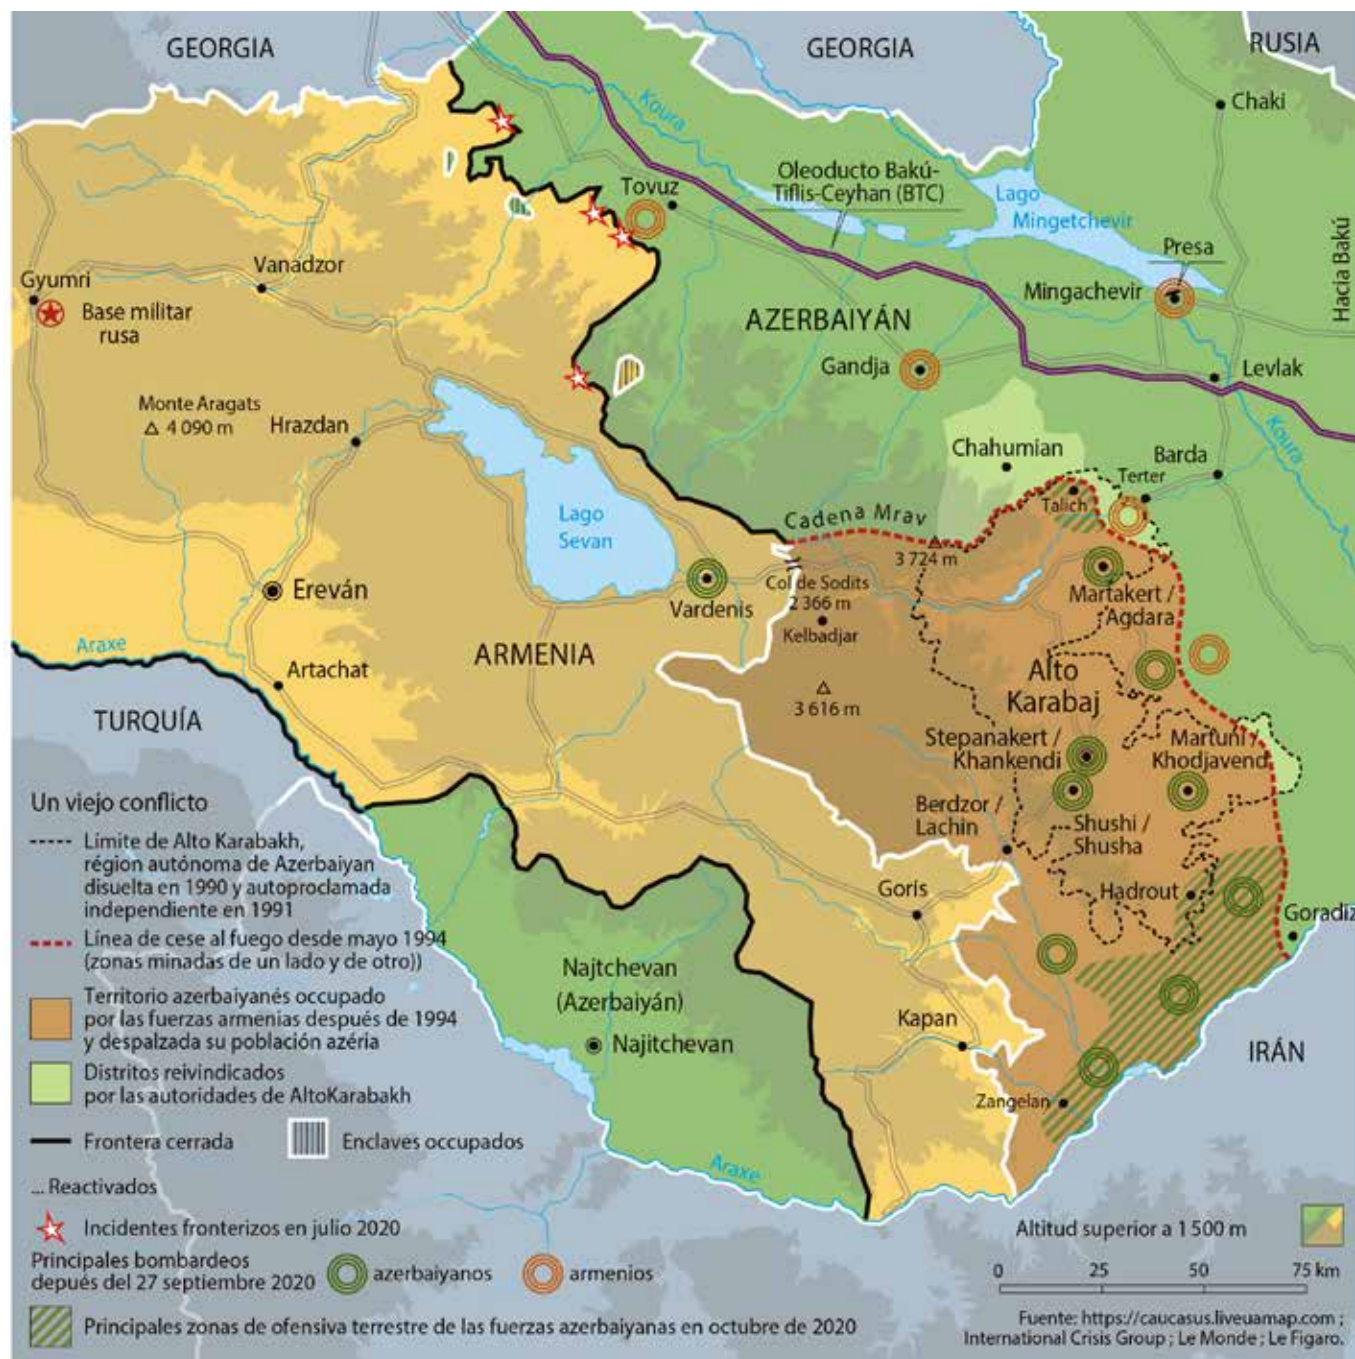 GEORGIA
GEORGIA
RUSIA
Chaki
Koura
Oleoducto Bakú-
Tiflis-Ceyhan (BTC)
Tovuz
Lago
Mingetchevir
Presa
Hacia Bakú
Vanadzor
Gyumri
Base militar
rusa
Mingachevir
AZERBAIYÁN
Gandja
Levlak
Monte Aragats
4 090 m
Hrazdan
Koura
Chahumian
Barda
Terter
Talich
Lago
Sevan
Cadena Mrav
3 724 m
Ereván
Vardenis
Col de Sodits
2 366 m
Kelbadjar
Martakert /
Agdara
Araxe
ARMENIA
Artachat
Alto
Karabaj
3 616 m
TURQUÍA
Stepanakert /
Khankendi
Martuni /
Khodjavend
Berdzor /
Lachin
Shushi /
Shusha
Goris
Hadrout
Goradiz
Najtchevan
(Azerbaiyán)
Najitchevan
Kapan
IRÁN
Zangelan
Araxe
Un viejo conflicto
Límite de Alto Karabakh,
région autónoma de Azerbaiyan
disuelta en 1990 y autoproclamada
independiente en 1991
Línea de cese al fuego desde mayo 1994
(zonas minadas de un lado y de otro))
Territorio azerbaiyanés occupado
por las fuerzas armenias después de 1994
y despalzada su población azéria
Distritos reivindicados
por las autoridades de AltoKarabakh
Frontera cerrada
Enclaves occupados
... Reactivados
Incidentes fronterizos en julio 2020
Principales bombardeos
depués del 27 septiembre 2020
azerbaiyanos
armenios
Principales zonas de ofensiva terrestre de las fuerzas azerbaiyanas en octubre de 2020
Altitud superior a 1 500 m
0 25 50 75 km
Fuente: https://caucasus.liveuamap.com ;
International Crisis Group ; Le Monde ; Le Figaro.